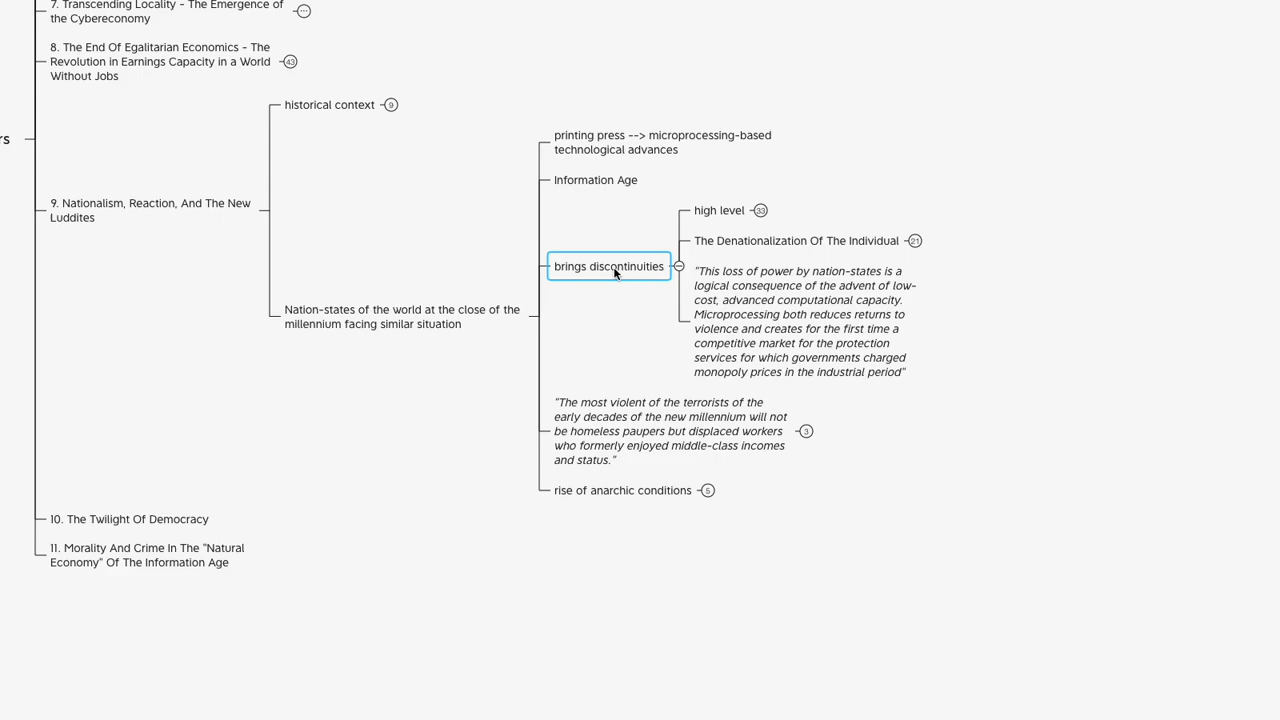 7. Transcending Locality - The Emergence of
the Cybereconomy
8. The End Of Egalitarian Economics - The
Revolution in Earnings Capacity in a World
Without Jobs
43
historical context
9
rs
printing press --> microprocessing-based
technological advances
Information Age
9. Nationalism, Reaction, And The New
Luddites
high level
33
The Denationalization Of The Individual
21
brings discontinuities
"This loss of power by nation-states is a
logical consequence of the advent of low-
cost, advanced computational capacity.
Microprocessing both reduces returns to
violence and creates for the first time a
competitive market for the protection
services for which governments charged
monopoly prices in the industrial period"
Nation-states of the world at the close of the
millennium facing similar situation
"The most violent of the terrorists of the
early decades of the new millennium will not
be homeless paupers but displaced workers
who formerly enjoyed middle-class incomes
and status."
3
rise of anarchic conditions
5
10. The Twilight Of Democracy
11. Morality And Crime In The "Natural
Economy" Of The Information Age